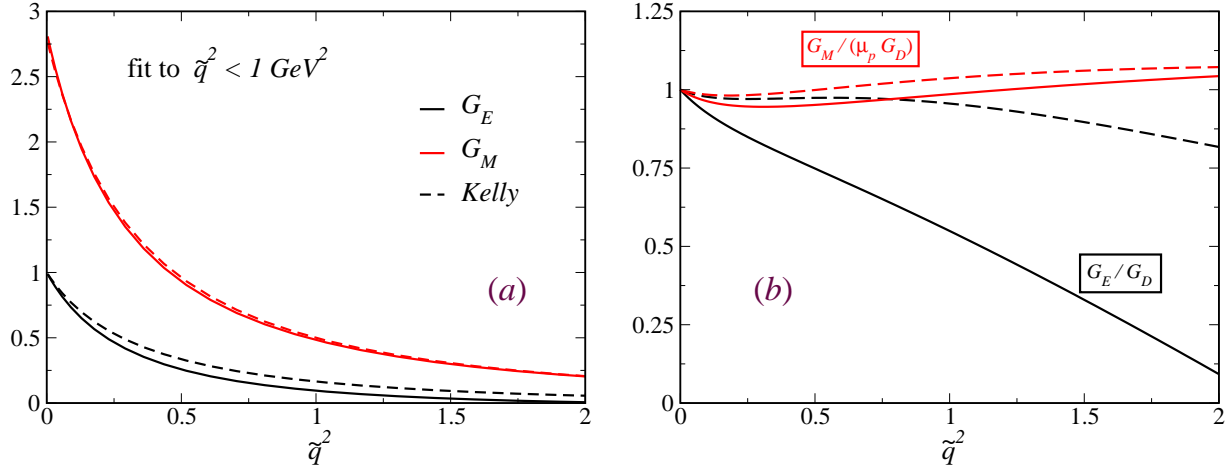 3
2.5
2
1.5
1
0.5
0
0
0.5
1
1.5
2
q̃²
fit to q̃² < 1 GeV²
G_E
G_M
Kelly
(a)
1.25
1
0.75
0.5
0.25
0
0
0.5
1
1.5
2
q̃²
G_M / (μ_p G_D)
G_E / G_D
(b)